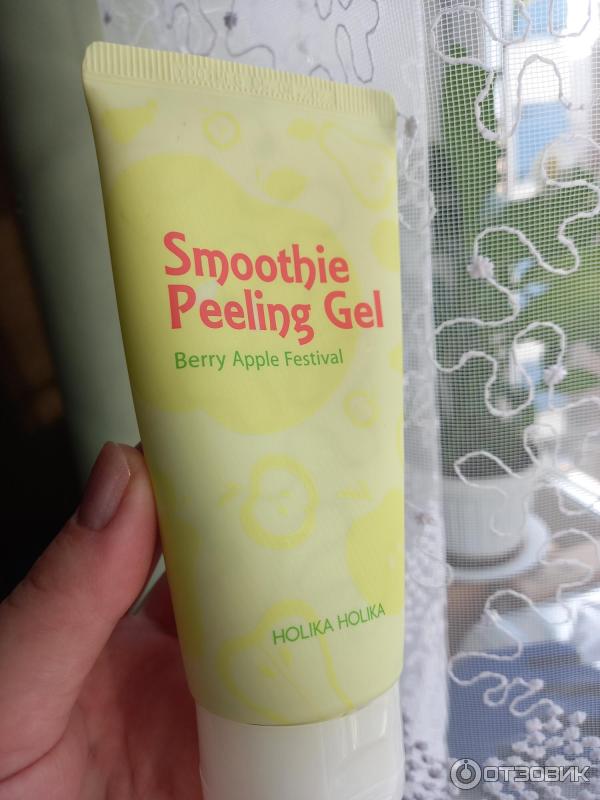 Smoothie
Peeling Gel
Berry Apple Festival
HOLIKA HOLIKA
ОТЗОВИК